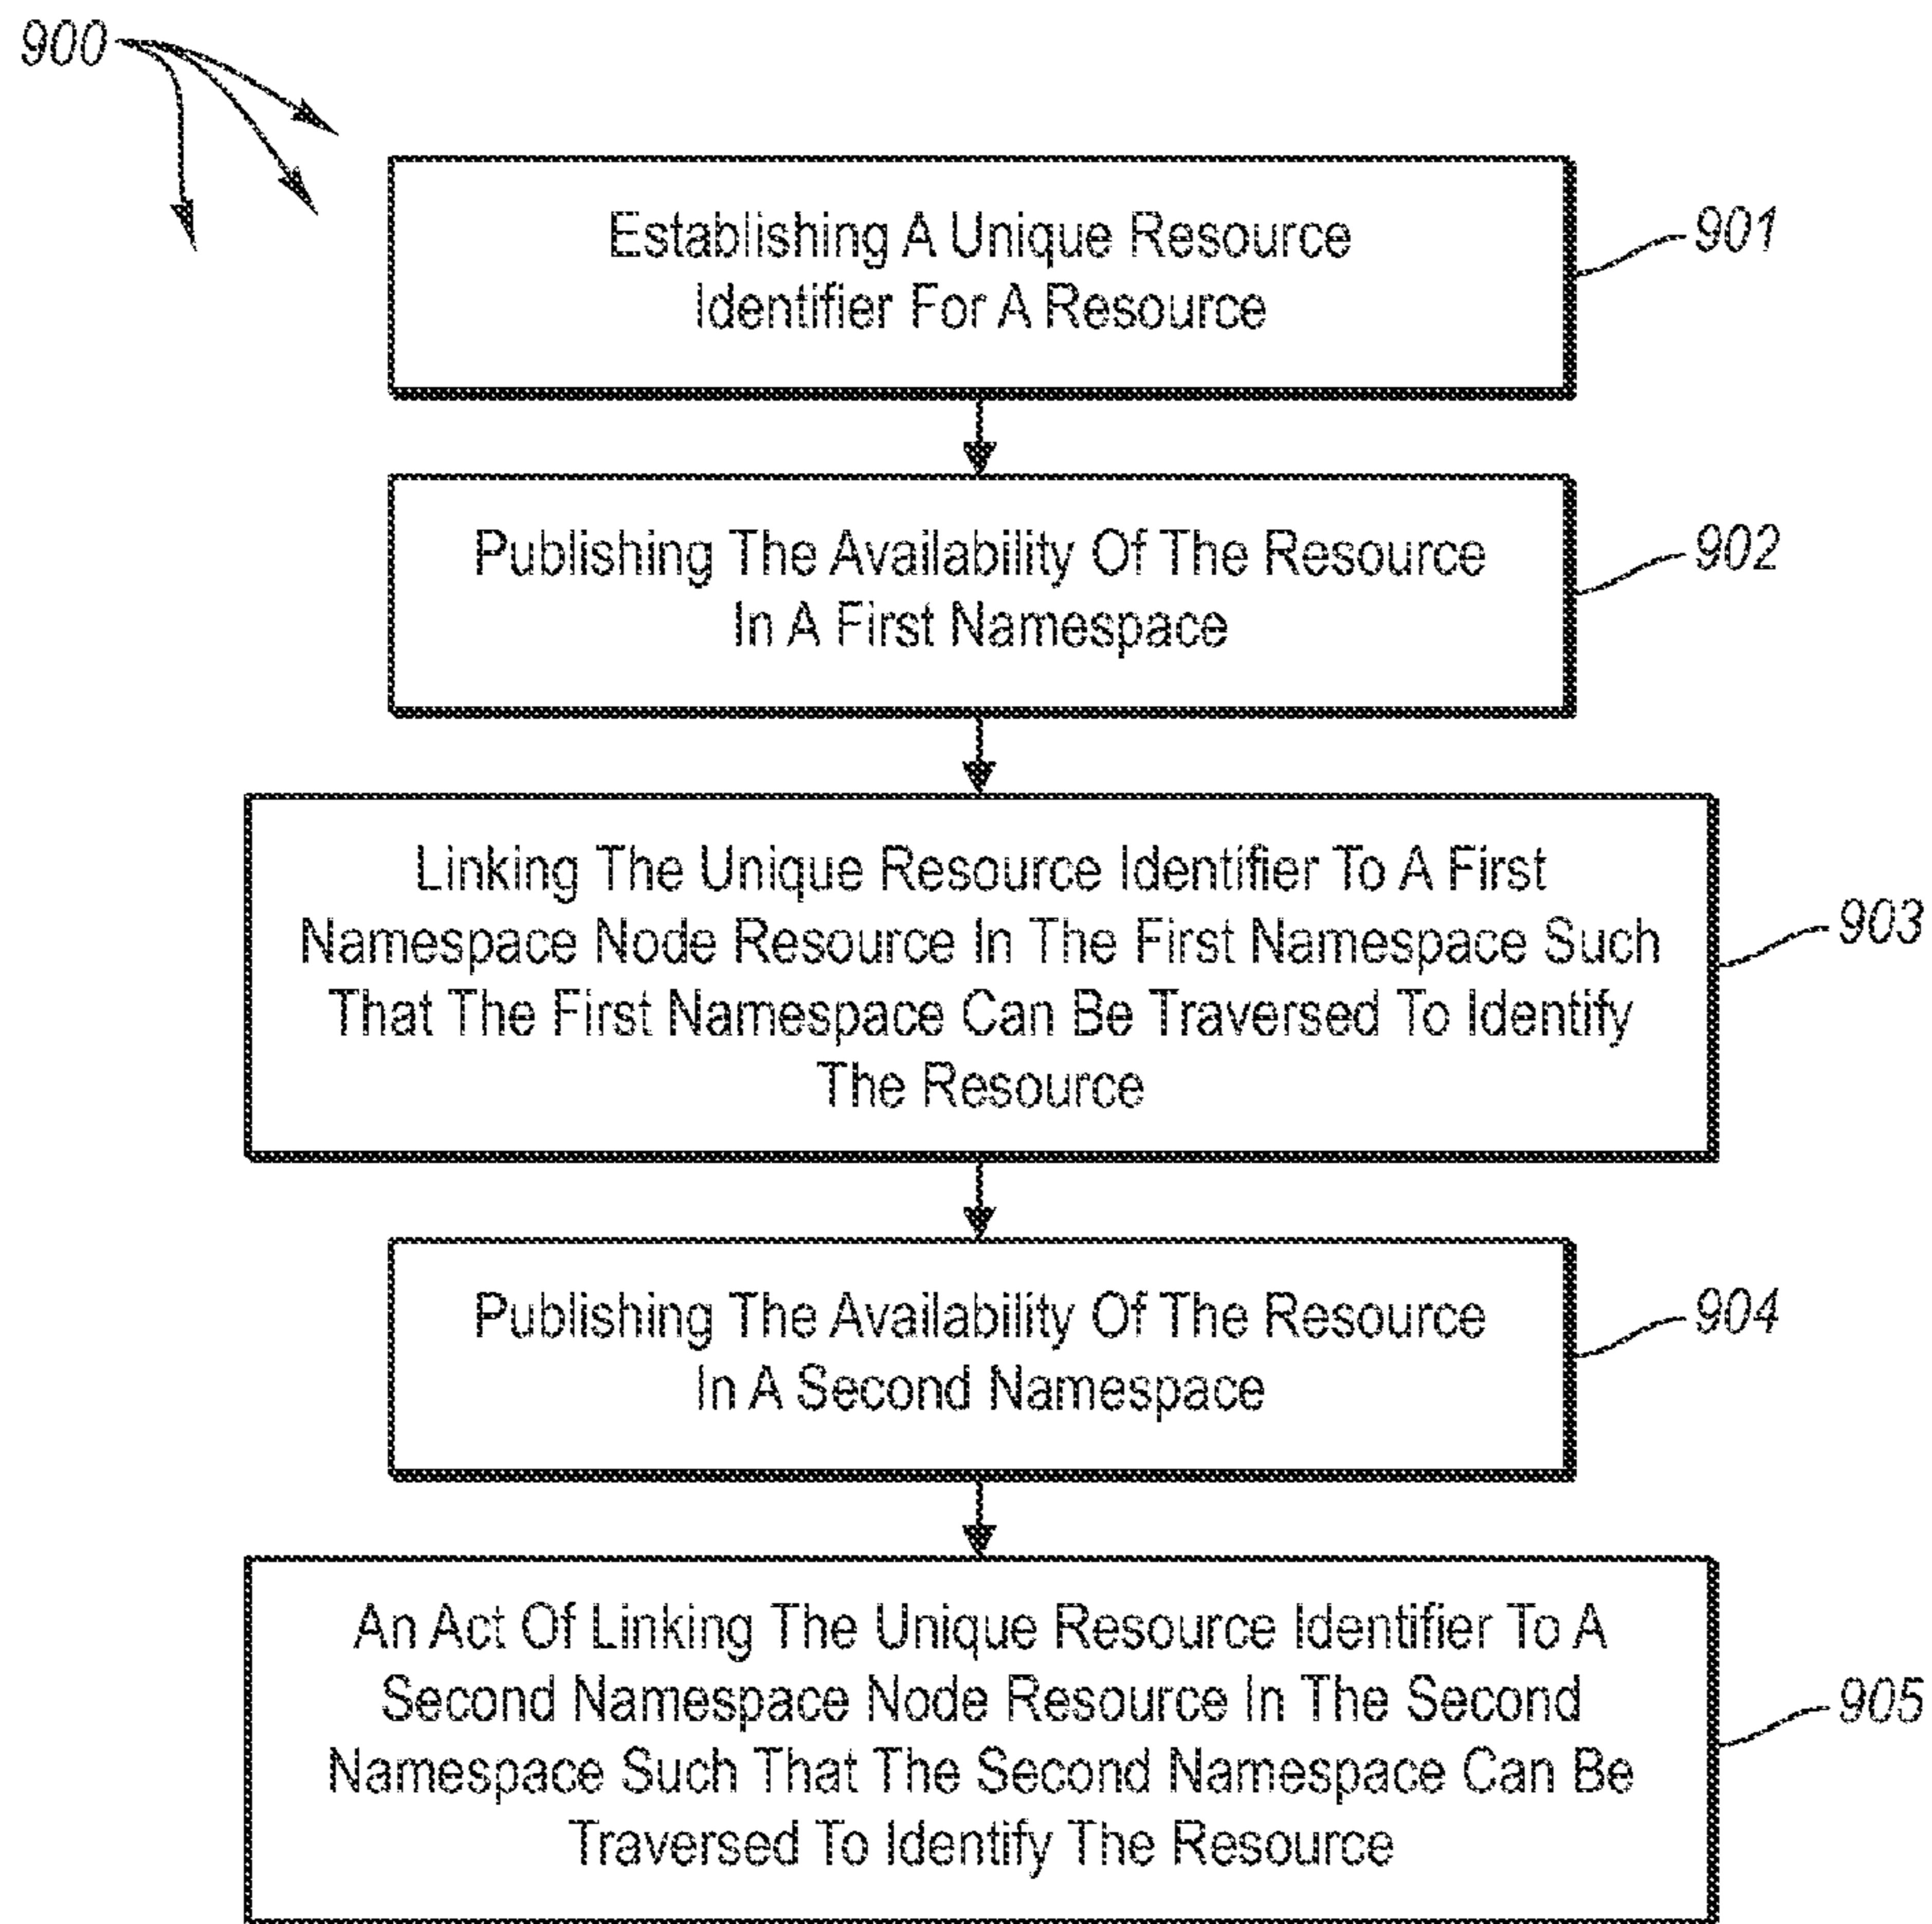 900
Establishing A Unique Resource
Identifier For A Resource
901
Publishing The Availability Of The Resource
In A First Namespace
902
Linking The Unique Resource Identifier To A First
Namespace Node Resource In The First Namespace Such
That The First Namespace Can Be Traversed To Identify
The Resource
903
Publishing The Availability Of The Resource
In A Second Namespace
904
An Act Of Linking The Unique Resource Identifier To A
Second Namespace Node Resource In The Second
Namespace Such That The Second Namespace Can Be
Traversed To Identify The Resource
905